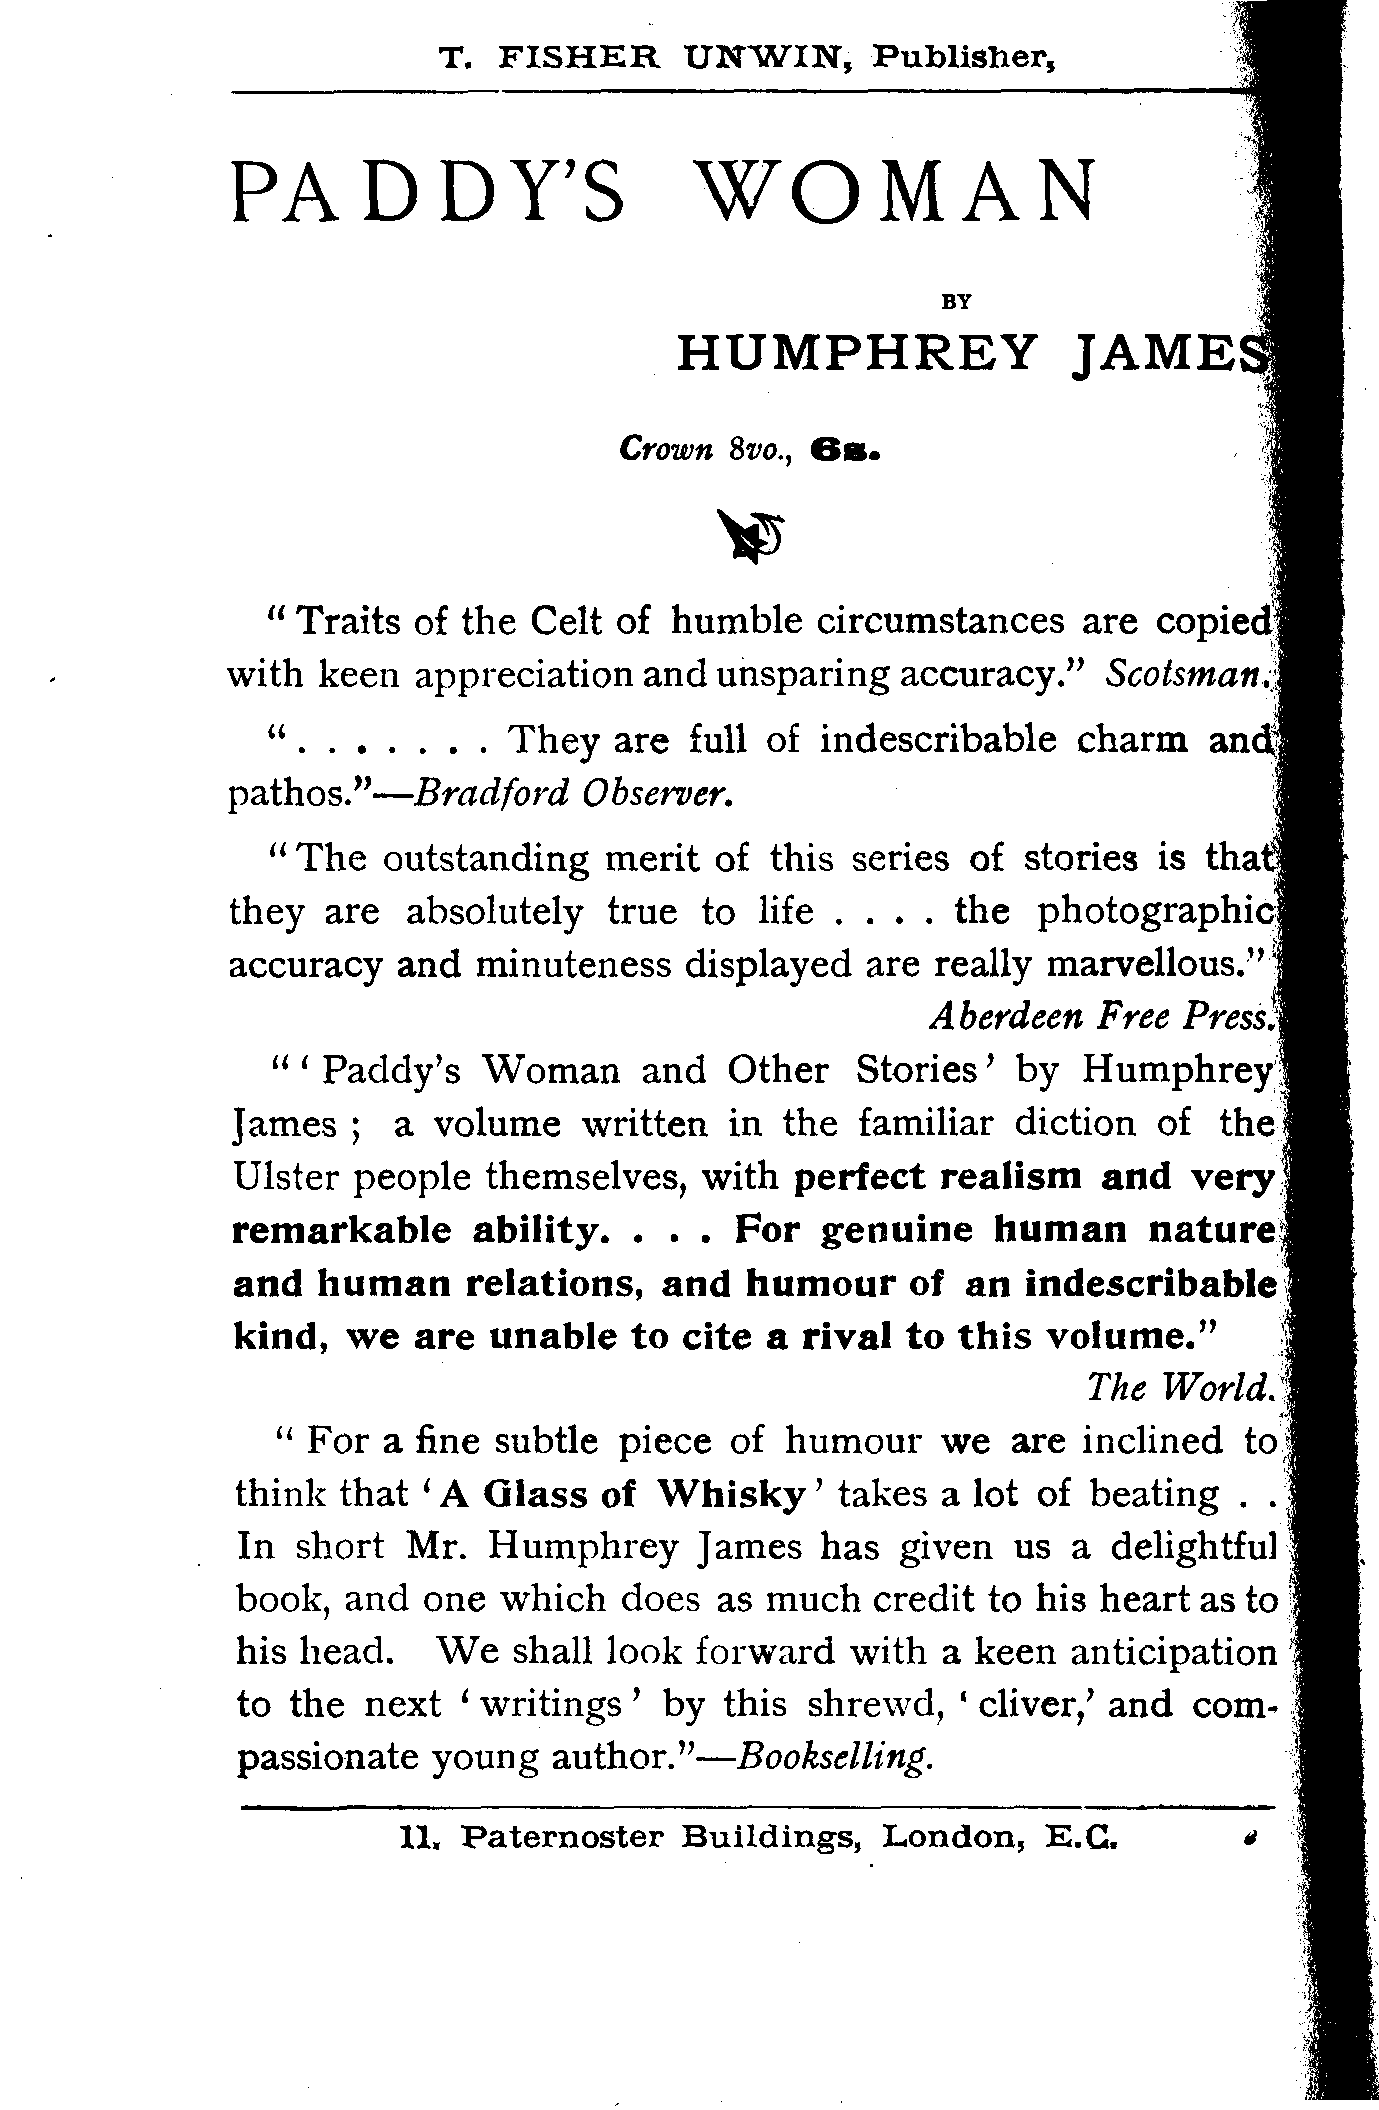 T. FISHER UNWIN, Publisher,
PADDY'S WOMAN
BY
HUMPHREY JAMES
Crown 8vo., 6s.
“ Traits of the Celt of humble circumstances are copied
with keen appreciation and unsparing accuracy.” Scotsman.
“ . . . . . . . They are full of indescribable charm and
pathos.”—Bradford Observer.
“ The outstanding merit of this series of stories is that
they are absolutely true to life . . . . the photographic
accuracy and minuteness displayed are really marvellous.”
Aberdeen Free Press.
“ ‘ Paddy’s Woman and Other Stories ’ by Humphrey
James ; a volume written in the familiar diction of the
Ulster people themselves, with perfect realism and very
remarkable ability. . . . For genuine human nature
and human relations, and humour of an indescribable
kind, we are unable to cite a rival to this volume.”
The World.
“ For a fine subtle piece of humour we are inclined to
think that ‘ A Glass of Whisky ’ takes a lot of beating . .
In short Mr. Humphrey James has given us a delightful
book, and one which does as much credit to his heart as to
his head. We shall look forward with a keen anticipation
to the next ‘ writings ’ by this shrewd, ‘ cliver,’ and com-
passionate young author.”—Bookselling.
11, Paternoster Buildings, London, E.C.